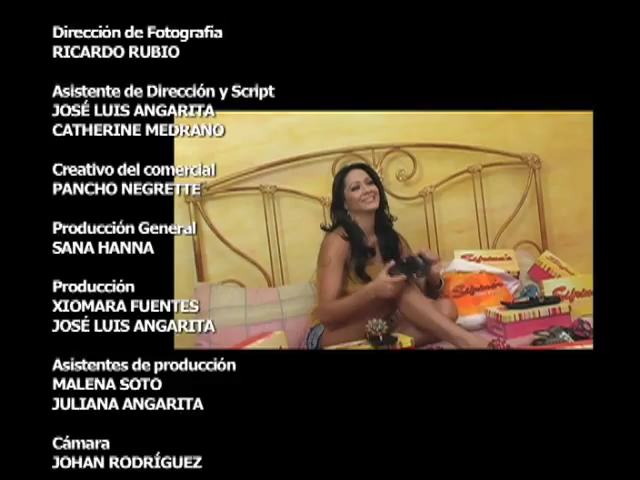 Dirección de Fotografía
RICARDO RUBIO
Asistente de Dirección y Script
JOSÉ LUIS ANGARITA
CATHERINE MEDRANO
Creativo del comercial
PANCHO NEGRETTE
Producción General
SANA HANNA
Producción
XIOMARA FUENTES
JOSÉ LUIS ANGARITA
Asistentes de producción
MALENA SOTO
JULIANA ANGARITA
Cámara
JOHAN RODRÍGUEZ